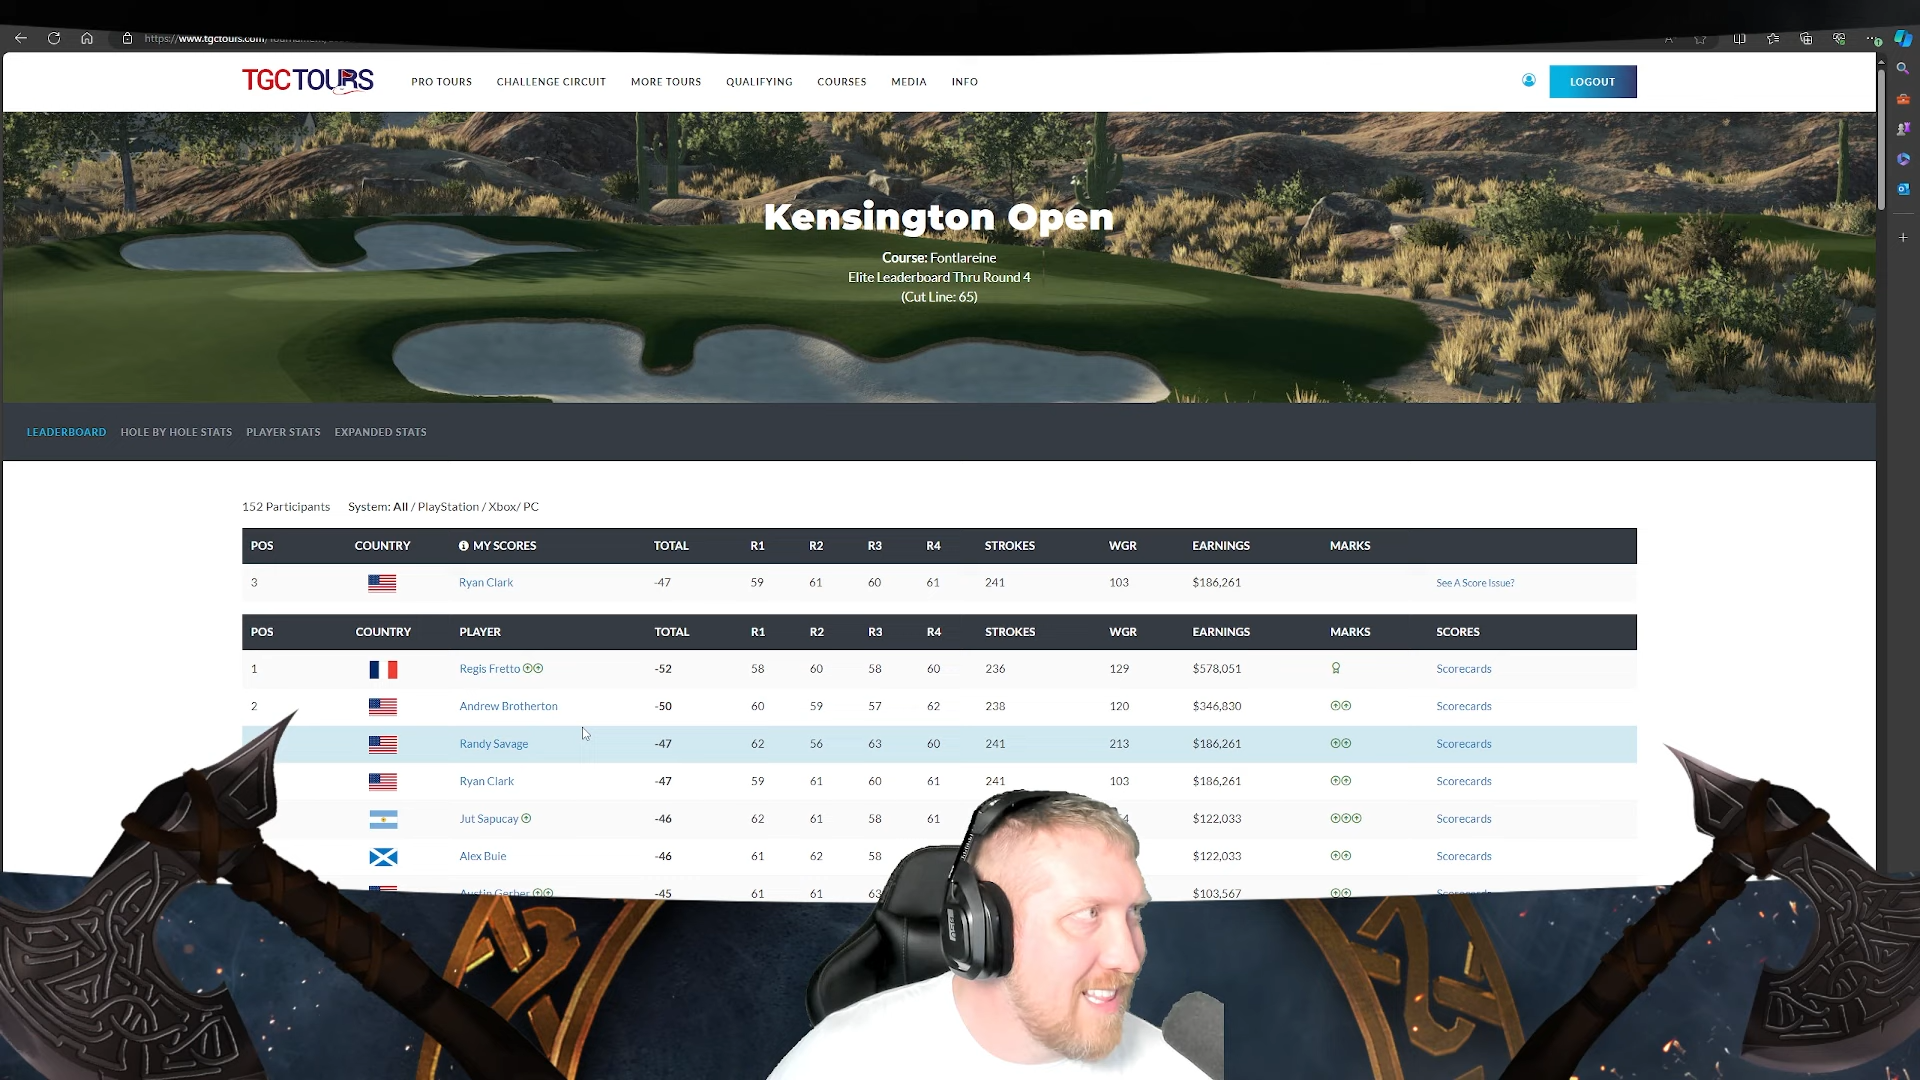 https://www.tgctours.com/
TGCTOURS PRO TOURS CHALLENGE CIRCUIT MORE TOURS QUALIFYING COURSES MEDIA INFO LOGOUT
Kensington Open
Course: Fontlareine
Elite Leaderboard Thru Round 4
(Cut Line: 65)
LEADERBOARD HOLE BY HOLE STATS PLAYER STATS EXPANDED STATS
152 Participants System: All / PlayStation / Xbox/ PC
POS COUNTRY MY SCORES TOTAL R1 R2 R3 R4 STROKES WGR EARNINGS MARKS
3 Ryan Clark -47 59 61 60 61 241 103 $186,261 See A Score Issue?
POS COUNTRY PLAYER TOTAL R1 R2 R3 R4 STROKES WGR EARNINGS MARKS SCORES
1 Regis Fretto -52 58 60 58 60 236 129 $578,051 Scorecards
2 Andrew Brotherton -50 60 59 57 62 238 120 $346,830 Scorecards
Randy Savage -47 62 56 63 60 241 213 $186,261 Scorecards
Ryan Clark -47 59 61 60 61 241 103 $186,261 Scorecards
Jut Sapucay -46 62 61 58 61 $122,033 Scorecards
Alex Buie -46 61 62 58 $122,033 Scorecards
Austin Gerber -45 61 61 63 $103,567 Scorecards